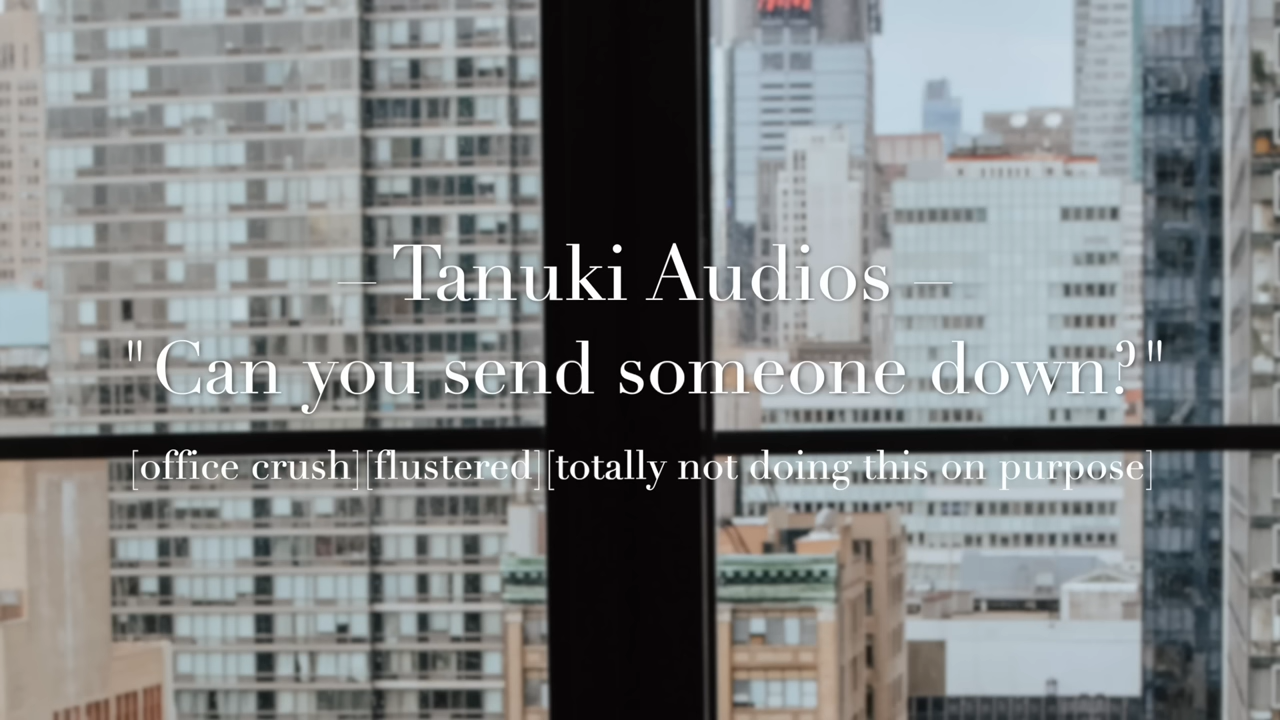 – Tanuki Audios –
"Can you send someone down?"
[office crush][flustered][totally not doing this on purpose]